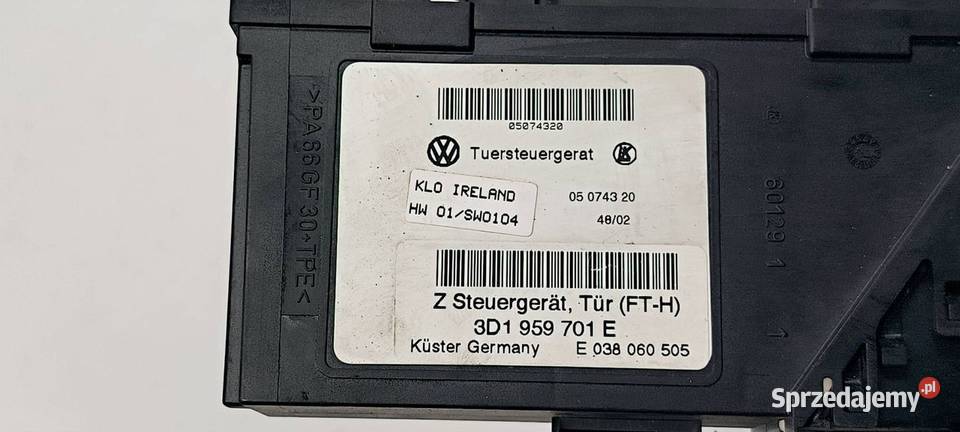 >PA66GF30+TPE<
05074320
Tuersteuergerat
KLO IRELAND
HW 01/SW0104
05 0743 20
48/02
Z Steuergerät, Tür (FT-H)
3D1 959 701 E
Küster Germany E 038 060 505
60129 1
1
Sprzedajemy.pl